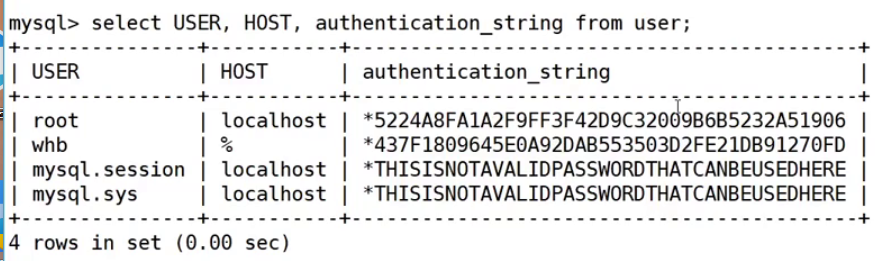 mysql> select USER, HOST, authentication_string from user;
+---------------+-----------+-------------------------------------------+
| USER          | HOST      | authentication_string                     |
+---------------+-----------+-------------------------------------------+
| root          | localhost | *5224A8FA1A2F9FF3F42D9C32009B6B5232A51906 |
| whb           | %         | *437F1809645E0A92DAB553503D2FE21DB91270FD |
| mysql.session | localhost | *THISISNOTAVALIDPASSWORDTHATCANBEUSEDHERE |
| mysql.sys     | localhost | *THISISNOTAVALIDPASSWORDTHATCANBEUSEDHERE |
+---------------+-----------+-------------------------------------------+
4 rows in set (0.00 sec)